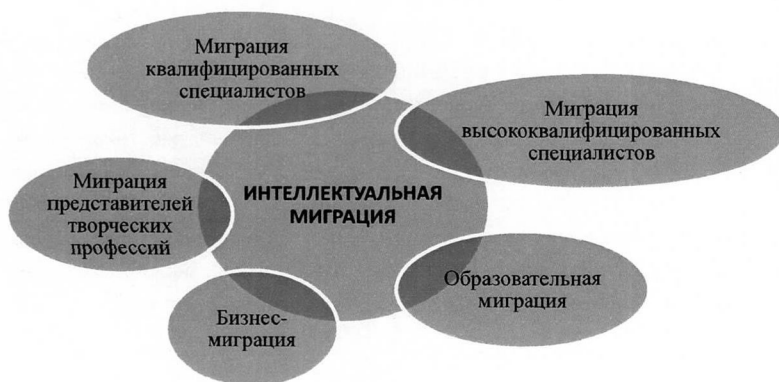 Миграция
квалифицированных
специалистов
Миграция
высококвалифицированных
специалистов
ИНТЕЛЛЕКТУАЛЬНАЯ
МИГРАЦИЯ
Миграция
представителей
творческих
профессий
Образовательная
миграция
Бизнес-
миграция